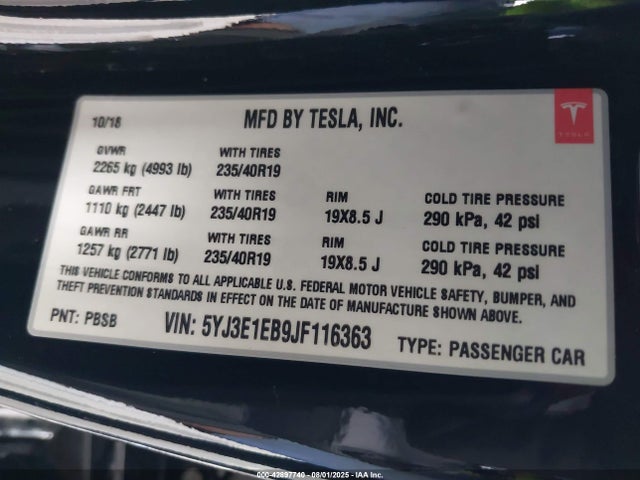 10/18 MFD BY TESLA, INC.
TESLA
GVWR WITH TIRES
2265 kg (4993 lb) 235/40R19
GAWR FRT WITH TIRES RIM COLD TIRE PRESSURE
1110 kg (2447 lb) 235/40R19 19X8.5 J 290 kPa, 42 psi
GAWR RR WITH TIRES RIM COLD TIRE PRESSURE
1257 kg (2771 lb) 235/40R19 19X8.5 J 290 kPa, 42 psi
THIS VEHICLE CONFORMS TO ALL APPLICABLE U.S. FEDERAL MOTOR VEHICLE SAFETY, BUMPER, AND
THEFT PREVENTION STANDARDS IN EFFECT ON THE DATE OF MANUFACTURE SHOWN ABOVE.
PNT: PBSB VIN: 5YJ3E1EB9JF116363 TYPE: PASSENGER CAR
000-42897740 - 08/01/2025 - IAA Inc.